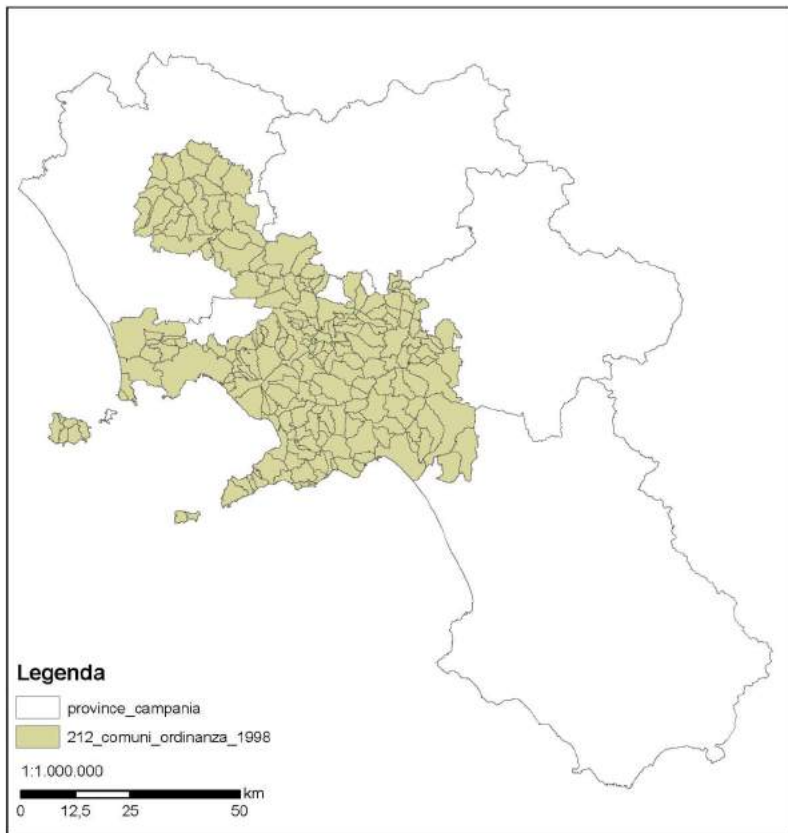 Legenda
province_campania
212_comuni_ordinanza_1998
1:1.000.000
km
0 12,5 25 50